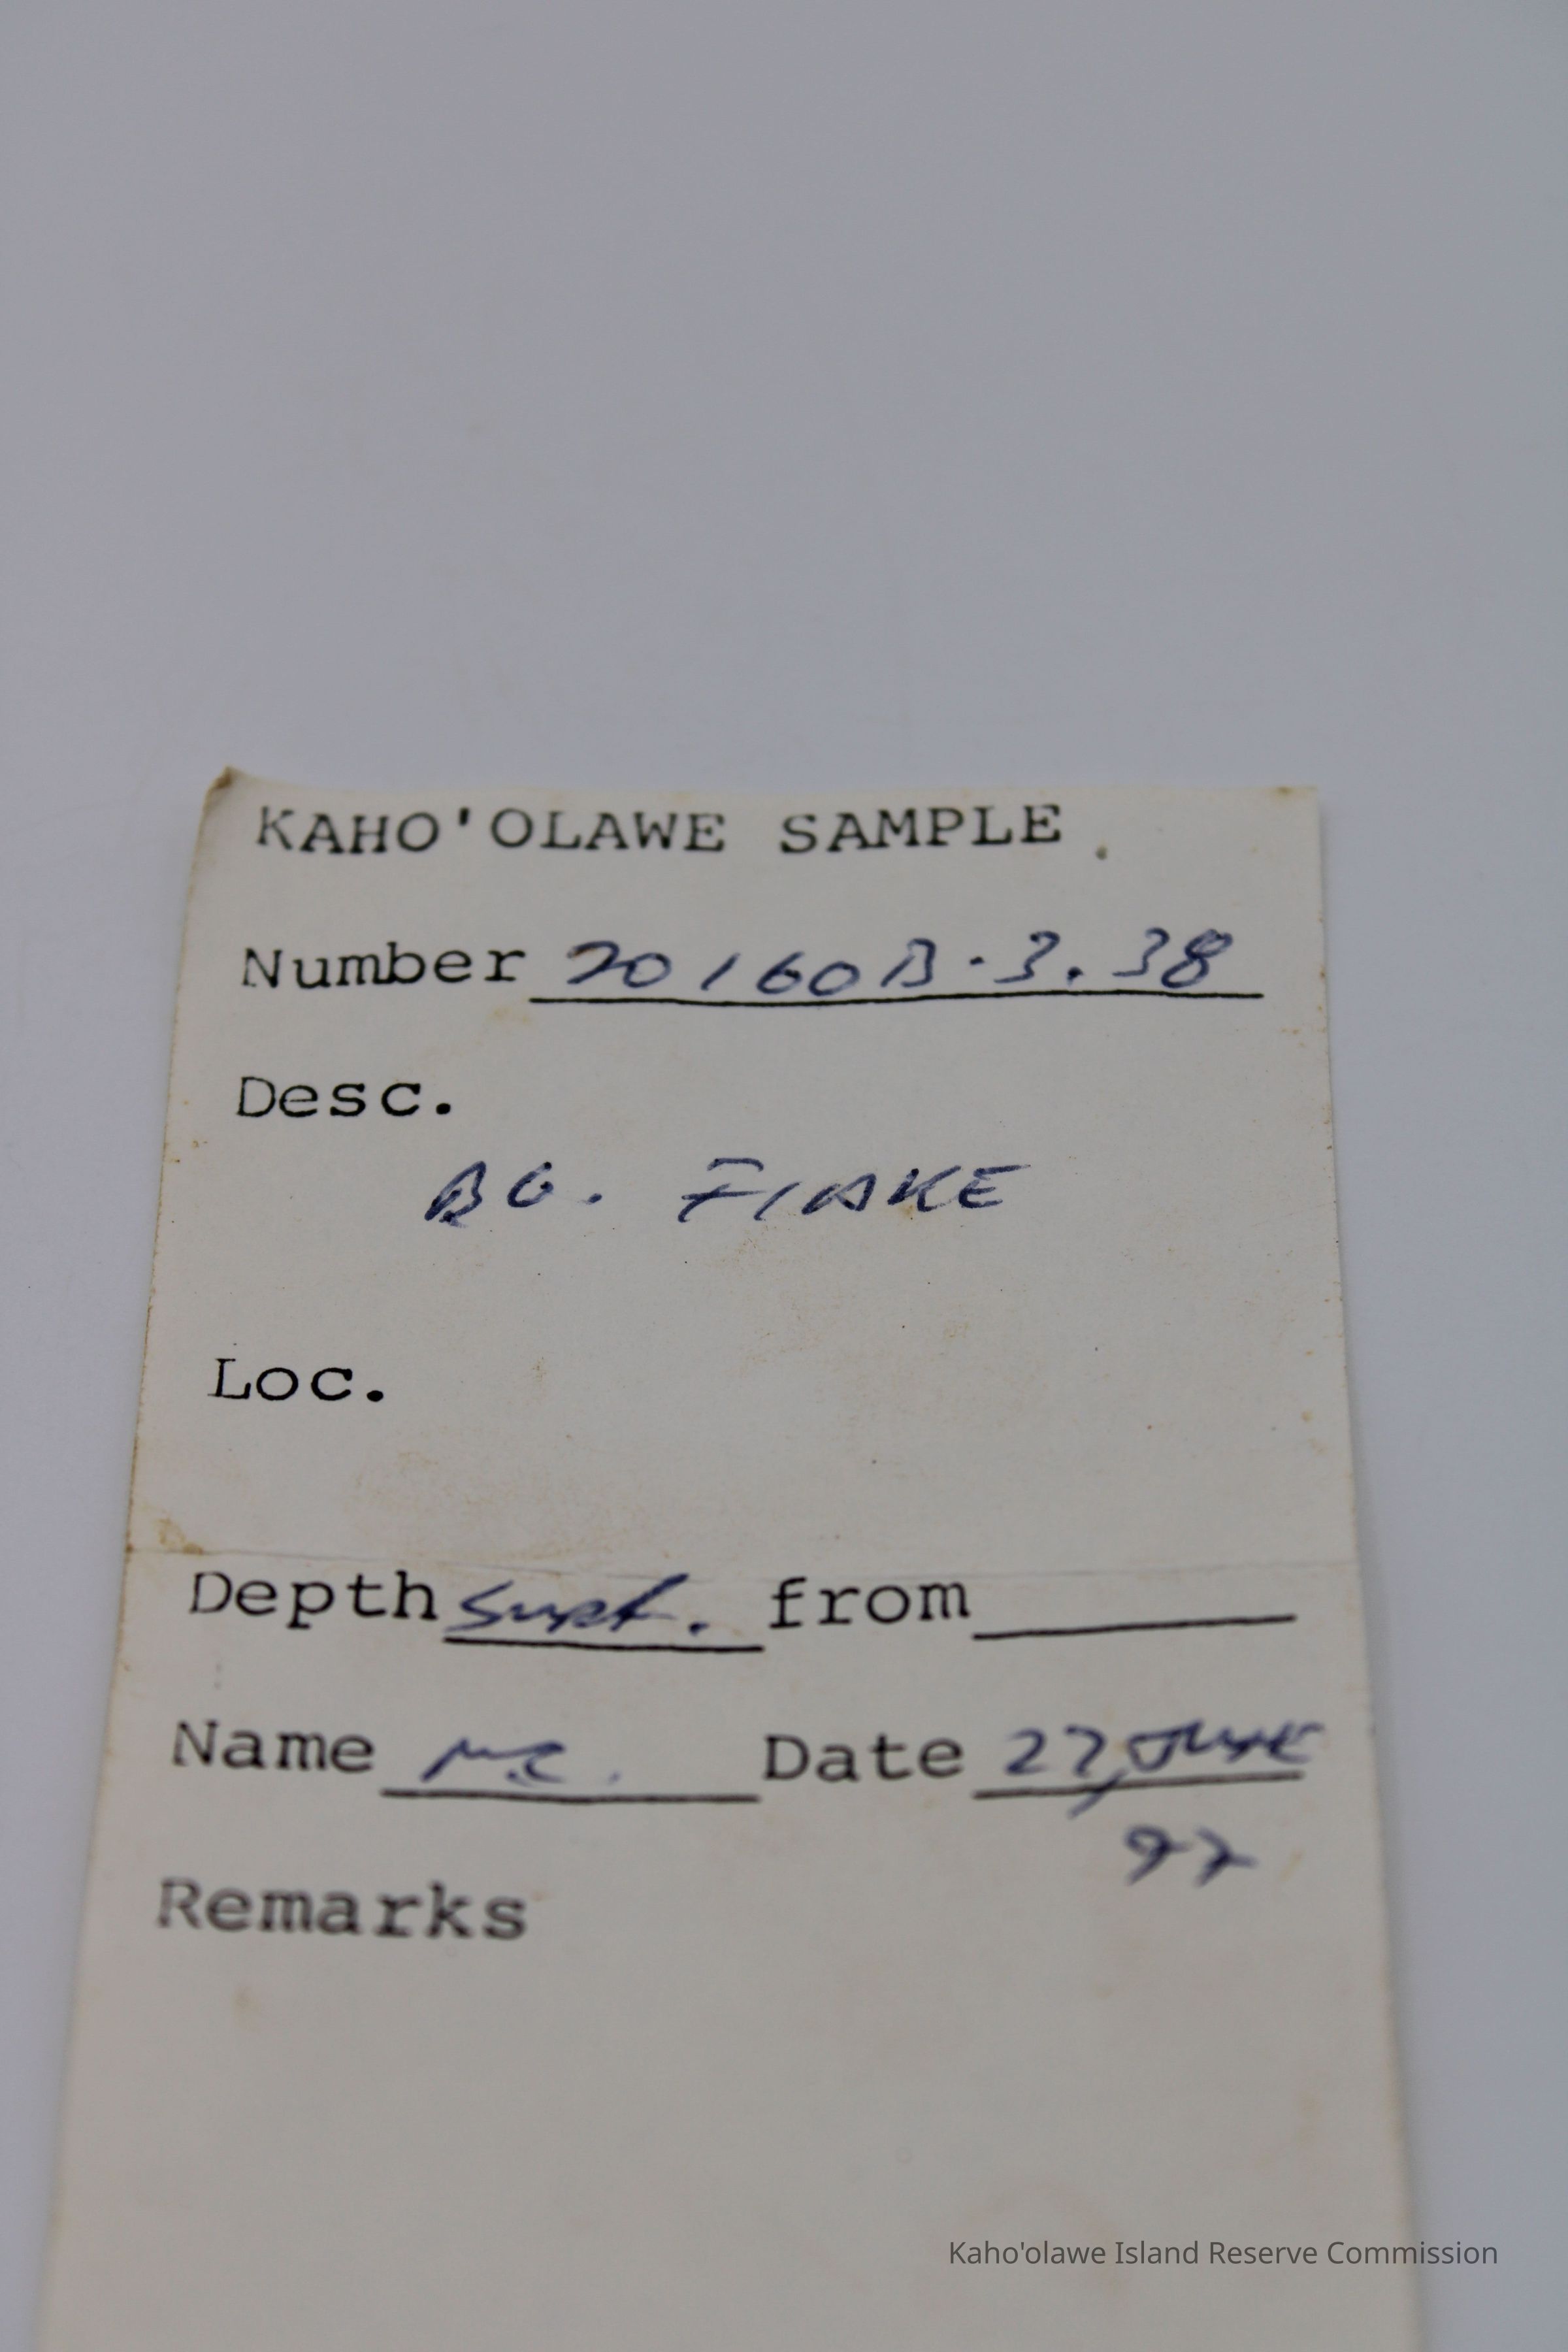 KAHO'OLAWE SAMPLE
Number 20160B.3.38
Desc.
BG. FLAKE
Loc.
Depth Surf. from
Name M.C. Date 27, JUNE
97
Remarks
Kaho'olawe Island Reserve Commission